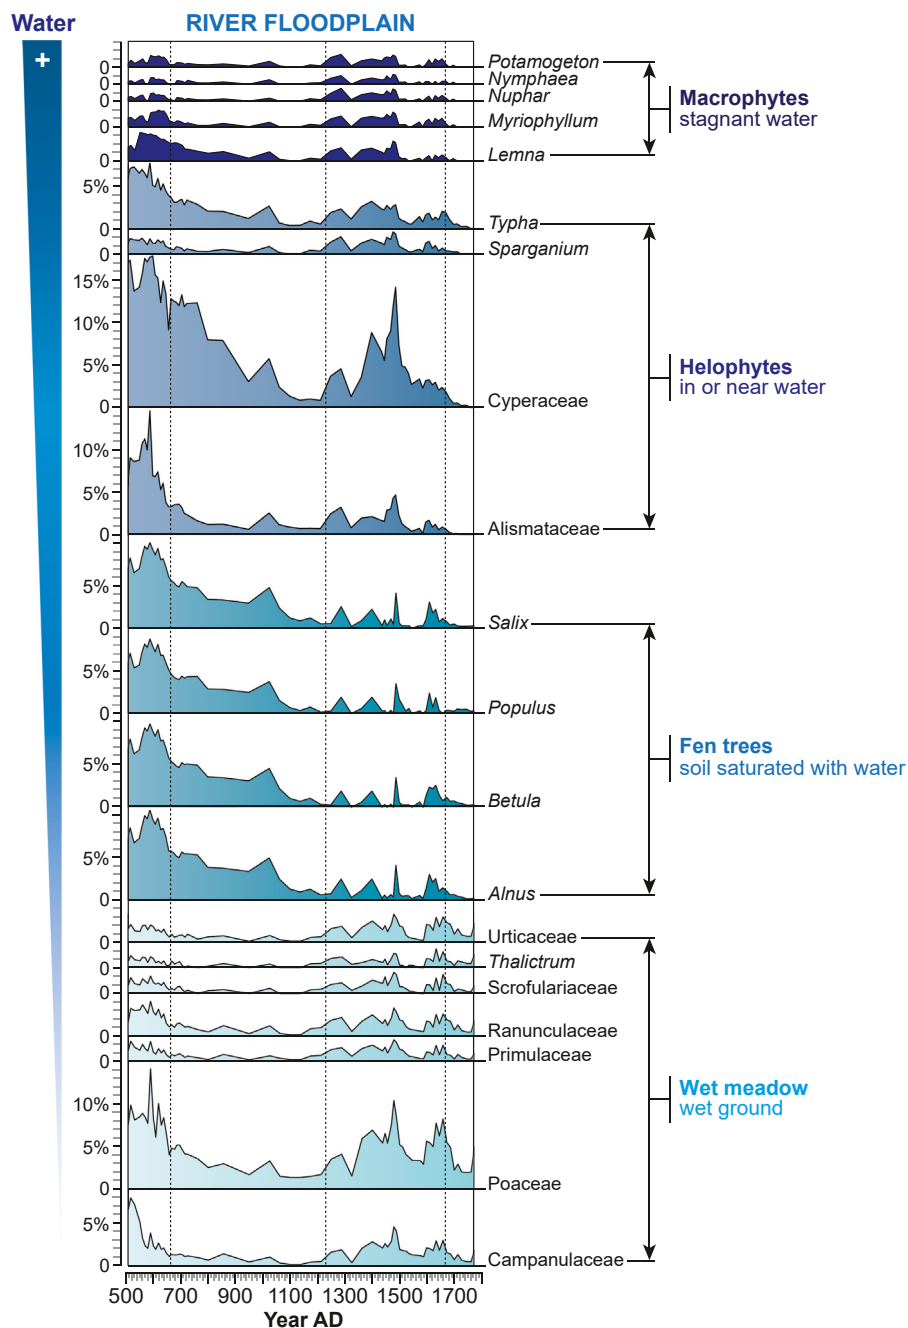 Water
RIVER FLOODPLAIN
+
0
Potamogeton
0
Nymphaea
0
Nuphar
0
Myriophyllum
0
Lemna
Macrophytes
stagnant water
5%
0
Typha
0
Sparganium
15%
10%
5%
0
Cyperaceae
10%
5%
0
Alismataceae
Helophytes
in or near water
5%
0
Salix
5%
0
Populus
5%
0
Betula
5%
0
Alnus
Fen trees
soil saturated with water
0
Urticaceae
0
Thalictrum
0
Scrofulariaceae
0
Ranunculaceae
0
Primulaceae
10%
5%
0
Poaceae
5%
0
Campanulaceae
Wet meadow
wet ground
500 700 900 1100 1300 1500 1700
Year AD